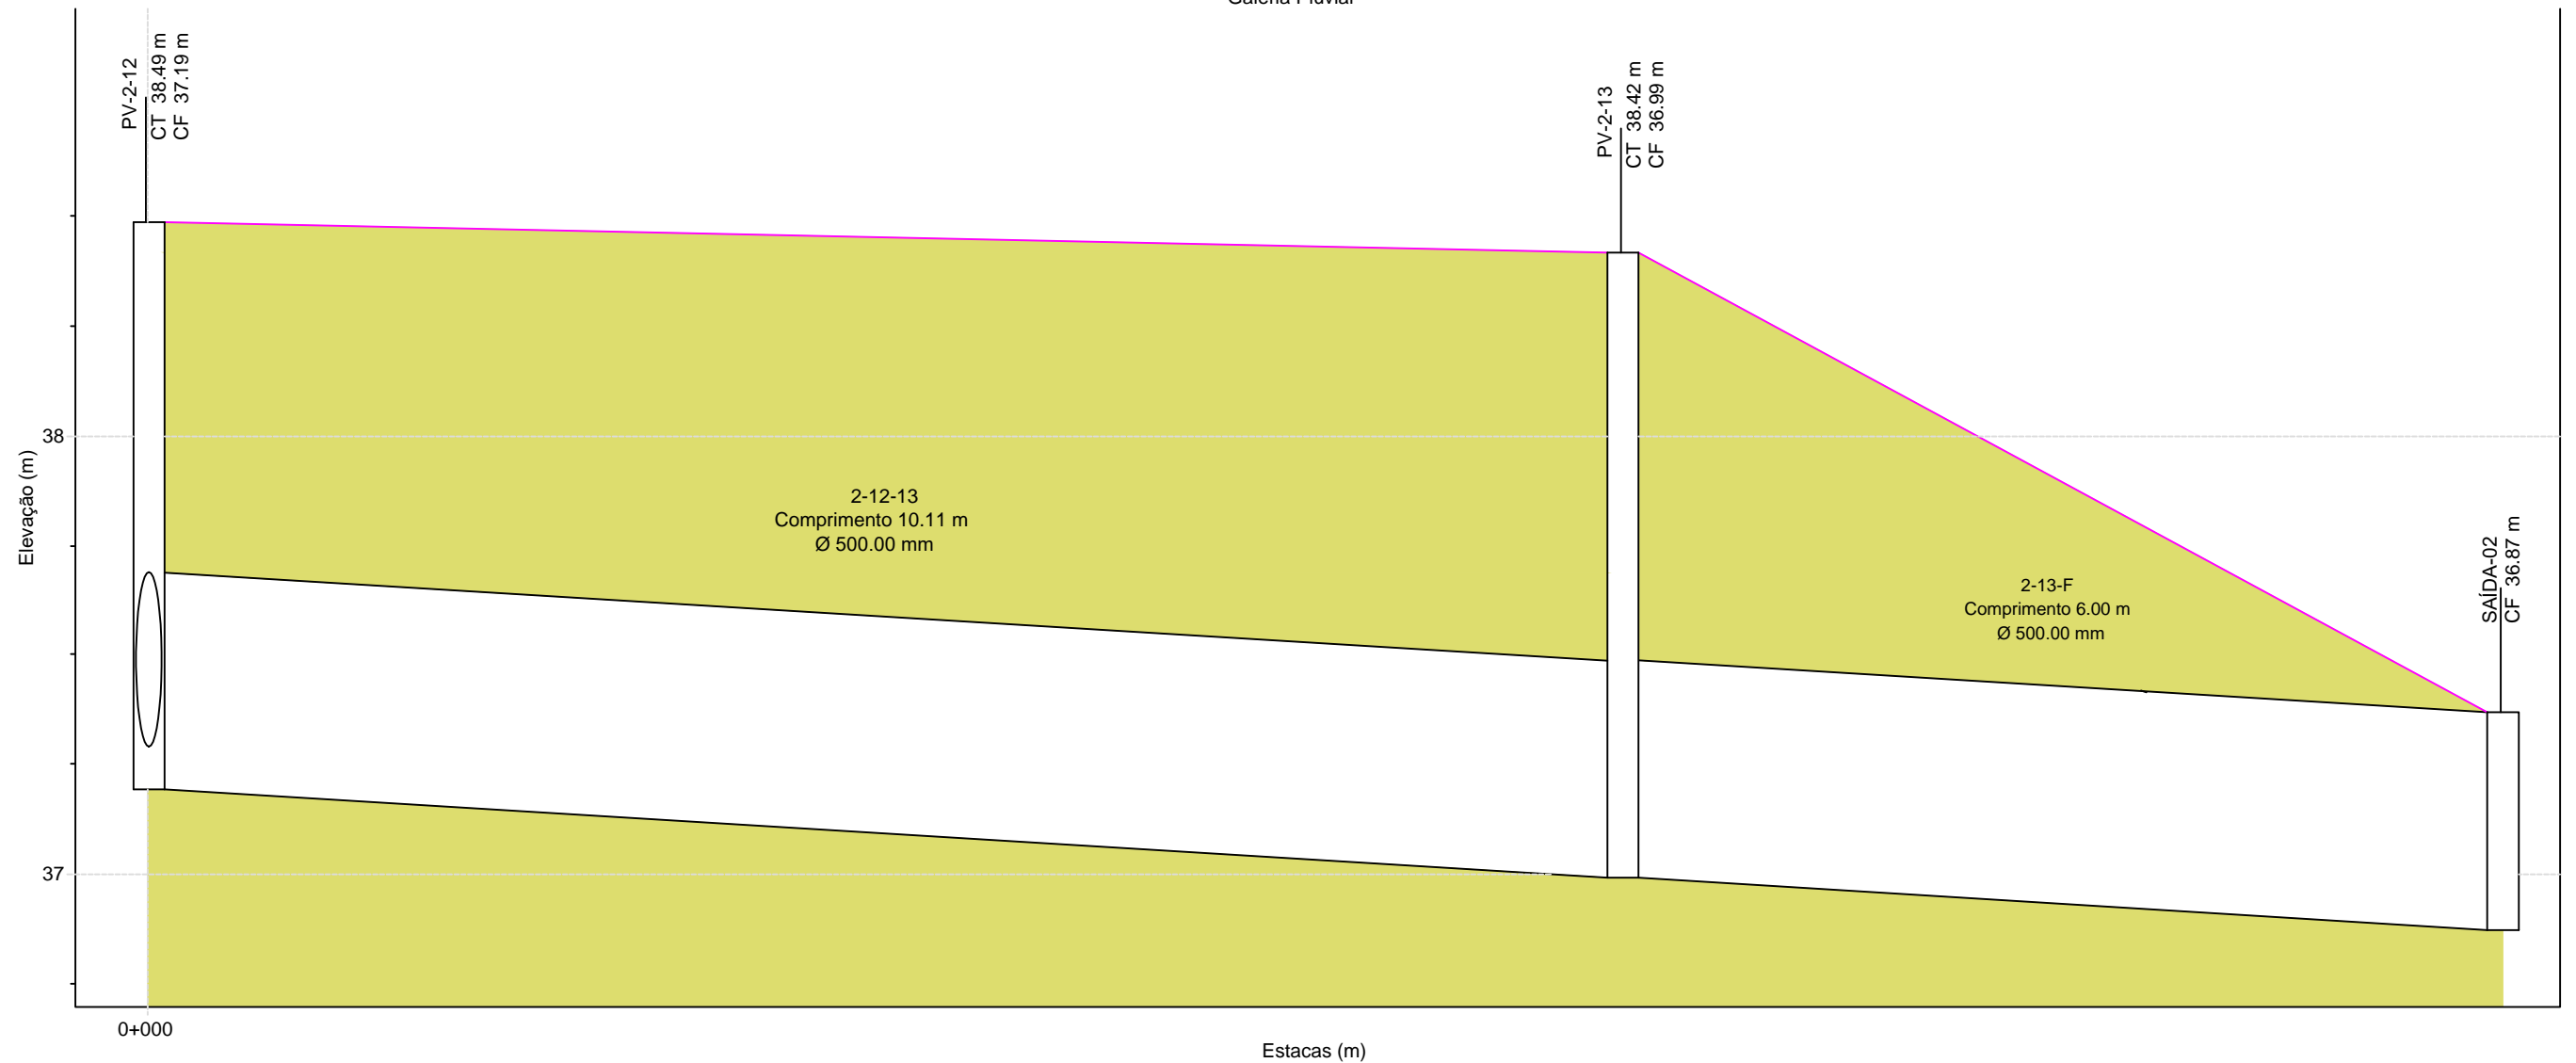 Galeria Pluvial
PV-2-12
CT 38.49 m
CF 37.19 m
PV-2-13
CT 38.42 m
CF 36.99 m
38
Elevação (m)
2-12-13
Comprimento 10.11 m
Ø 500.00 mm
2-13-F
Comprimento 6.00 m
Ø 500.00 mm
SAÍDA-02
CF 36.87 m
37
0+000
Estacas (m)